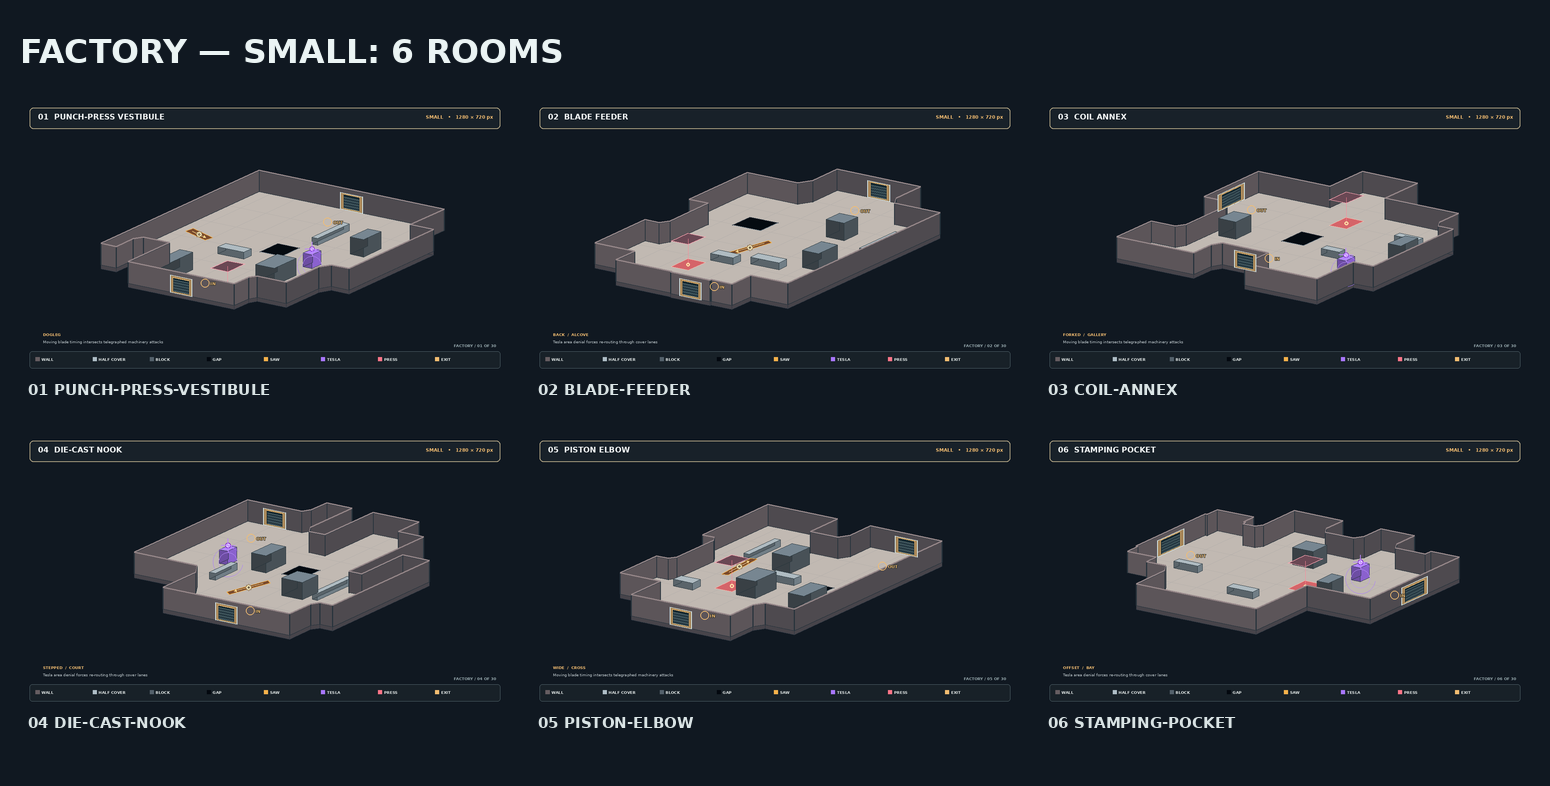 FACTORY — SMALL: 6 ROOMS
01 PUNCH-PRESS VESTIBULE
SMALL • 1280 × 720 px
OUT
IN
DOGLEG
Moving blade timing intersects telegraphed machinery attacks
FACTORY / 01 OF 30
WALL HALF COVER BLOCK GAP SAW TESLA PRESS EXIT
01 PUNCH-PRESS-VESTIBULE
02 BLADE FEEDER
SMALL • 1280 × 720 px
OUT
IN
BACK / ALCOVE
Tesla area denial forces rerouting through cover lanes
FACTORY / 02 OF 30
WALL HALF COVER BLOCK GAP SAW TESLA PRESS EXIT
02 BLADE-FEEDER
03 COIL ANNEX
SMALL • 1280 × 720 px
OUT
IN
FORKED / GALLERY
Moving blade timing intersects telegraphed machinery attacks
FACTORY / 03 OF 30
WALL HALF COVER BLOCK GAP SAW TESLA PRESS EXIT
03 COIL-ANNEX
04 DIE-CAST NOOK
SMALL • 1280 × 720 px
OUT
IN
STEPPED / COURT
Tesla area denial forces rerouting through cover lanes
FACTORY / 04 OF 30
WALL HALF COVER BLOCK GAP SAW TESLA PRESS EXIT
04 DIE-CAST-NOOK
05 PISTON ELBOW
SMALL • 1280 × 720 px
OUT
IN
WIDE / CROSS
Moving blade timing intersects telegraphed machinery attacks
FACTORY / 05 OF 30
WALL HALF COVER BLOCK GAP SAW TESLA PRESS EXIT
05 PISTON-ELBOW
06 STAMPING POCKET
SMALL • 1280 × 720 px
OUT
OFFSET / BAY
Tesla area denial forces rerouting through cover lanes
FACTORY / 06 OF 30
WALL HALF COVER BLOCK GAP SAW TESLA PRESS EXIT
06 STAMPING-POCKET